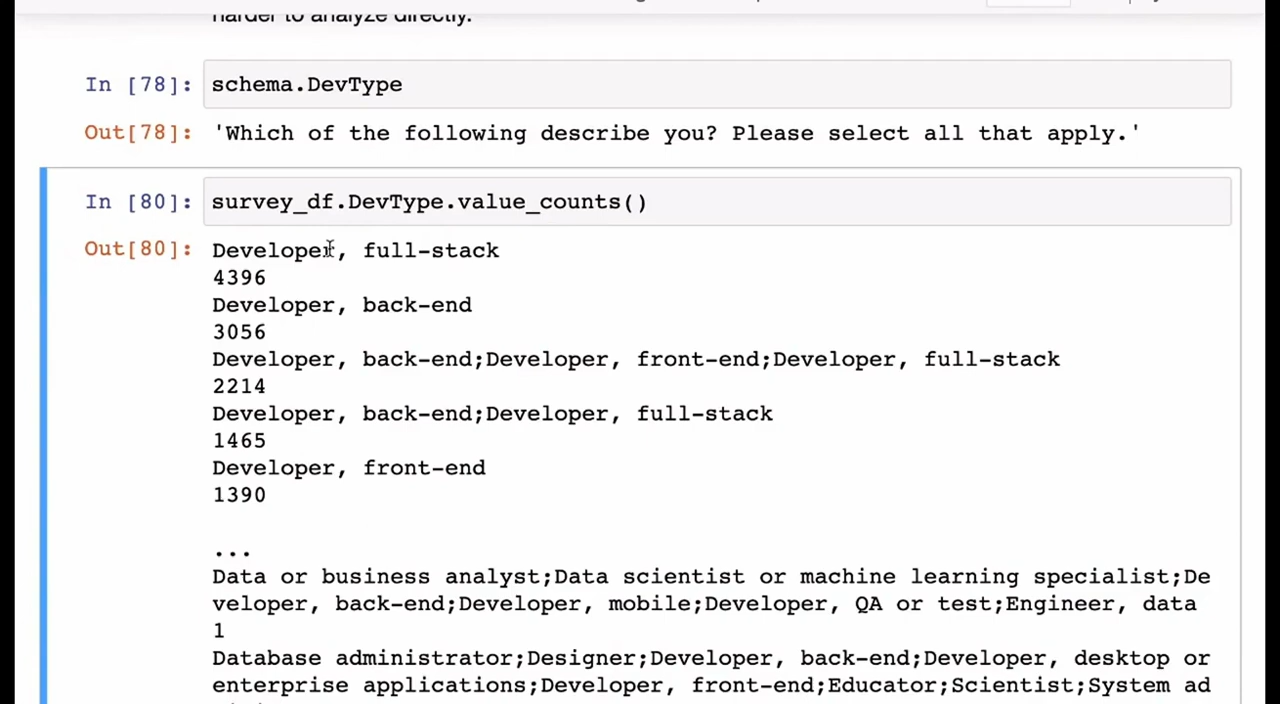 harder to analyze directly.
In [78]: schema.DevType
Out[78]: 'Which of the following describe you? Please select all that apply.'
In [80]: survey_df.DevType.value_counts()
Out[80]: Developer, full-stack
4396
Developer, back-end
3056
Developer, back-end;Developer, front-end;Developer, full-stack
2214
Developer, back-end;Developer, full-stack
1465
Developer, front-end
1390
...
Data or business analyst;Data scientist or machine learning specialist;De
veloper, back-end;Developer, mobile;Developer, QA or test;Engineer, data
1
Database administrator;Designer;Developer, back-end;Developer, desktop or
enterprise applications;Developer, front-end;Educator;Scientist;System ad